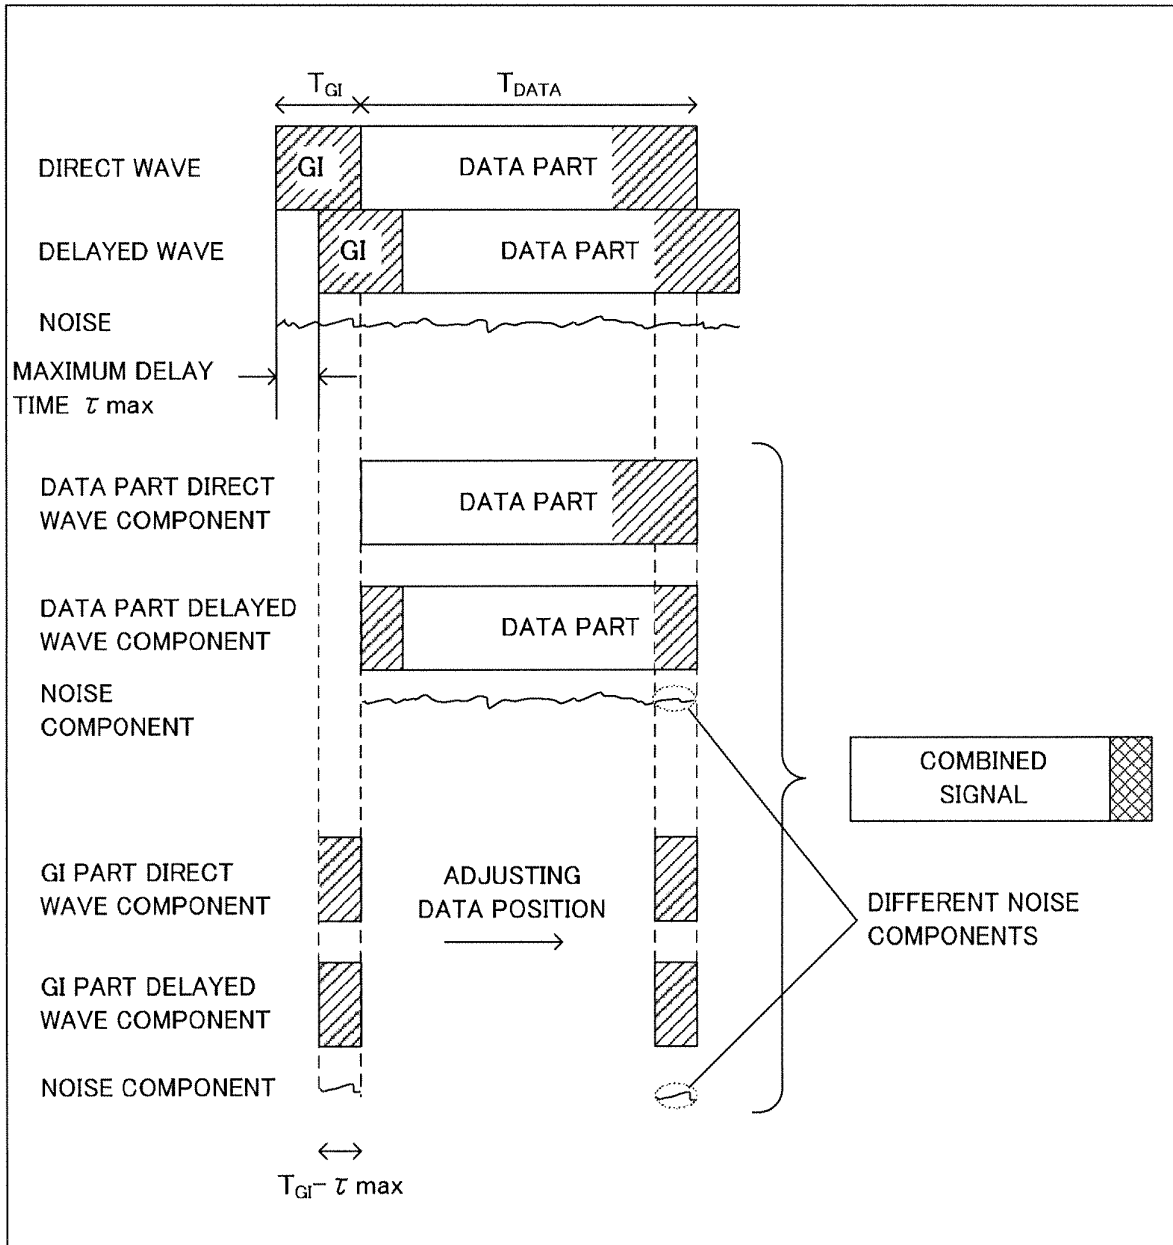 T_GI T_DATA
DIRECT WAVE GI DATA PART
DELAYED WAVE GI DATA PART
NOISE
MAXIMUM DELAY
TIME τ max
DATA PART DIRECT
WAVE COMPONENT
DATA PART
DATA PART DELAYED
WAVE COMPONENT
DATA PART
NOISE
COMPONENT
COMBINED
SIGNAL
GI PART DIRECT
WAVE COMPONENT
ADJUSTING
DATA POSITION
DIFFERENT NOISE
COMPONENTS
GI PART DELAYED
WAVE COMPONENT
NOISE COMPONENT
T_GI− τ max